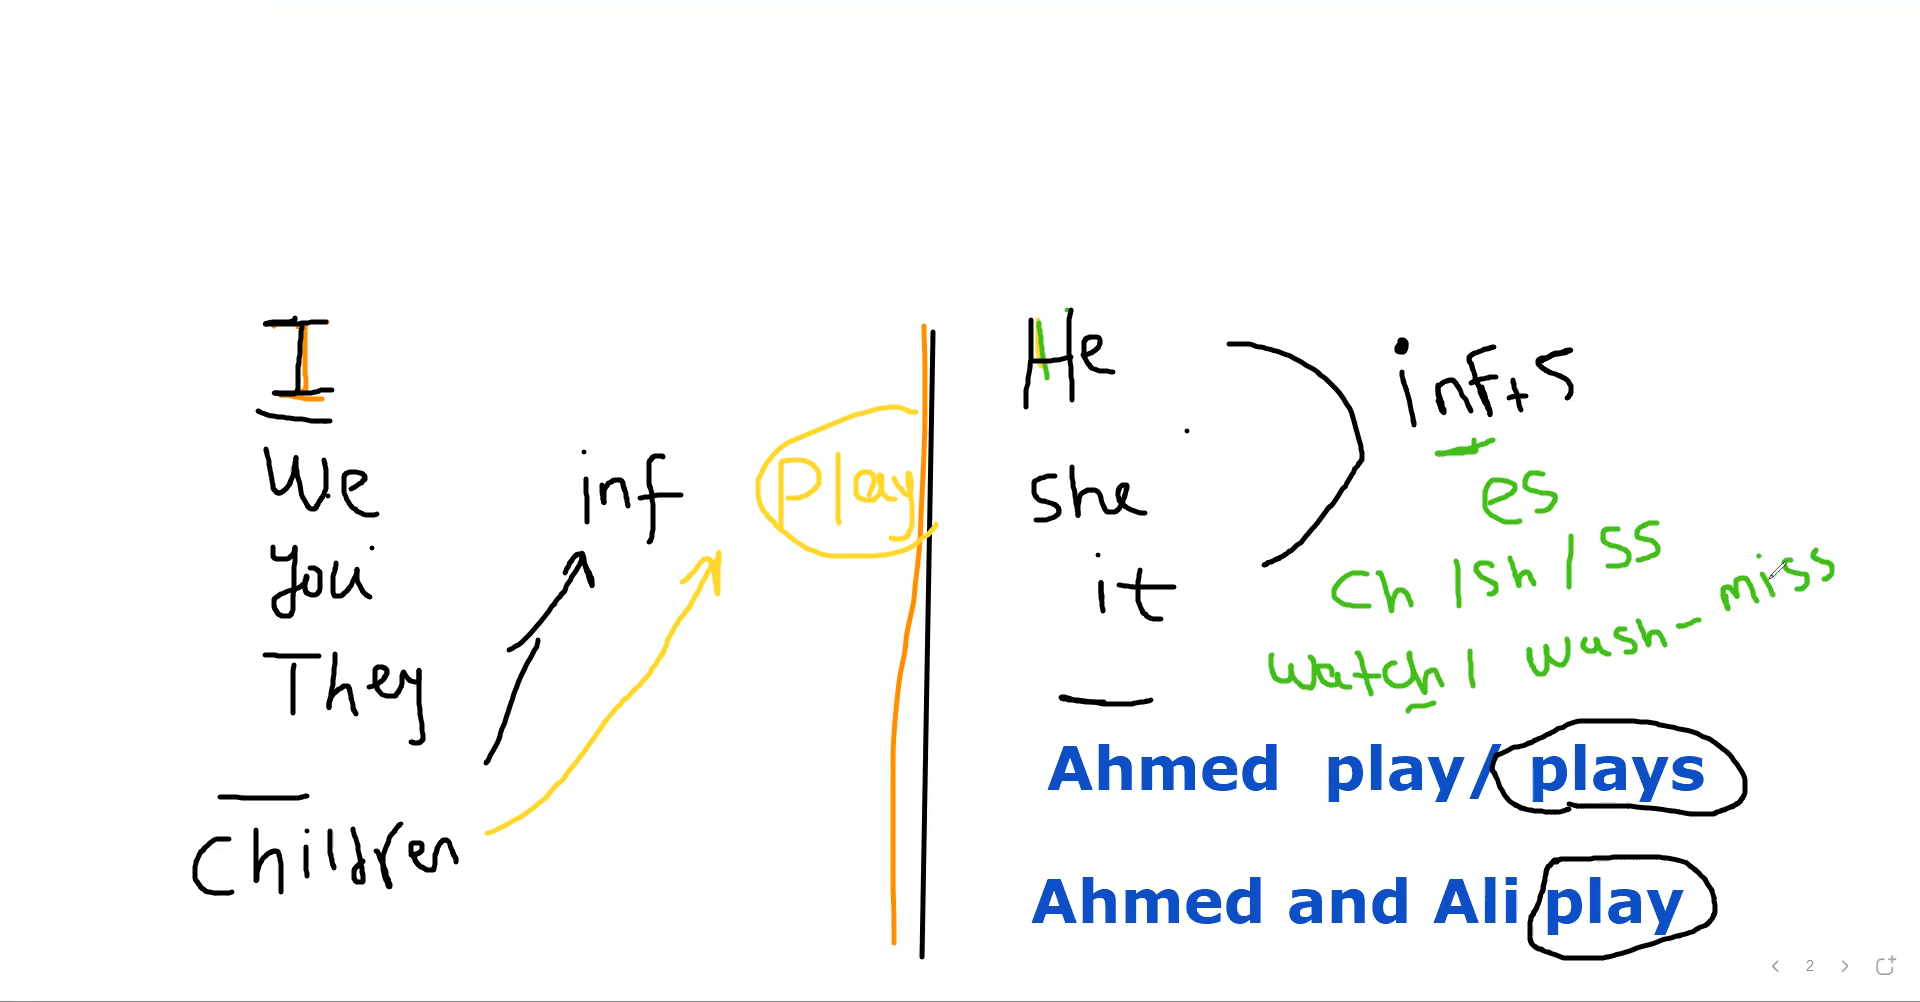 I
We
you
They
Children
inf
Play
He
she
it
inf+s
es
Ch / sh / ss
watch / wash - miss
Ahmed play/ plays
Ahmed and Ali play
2